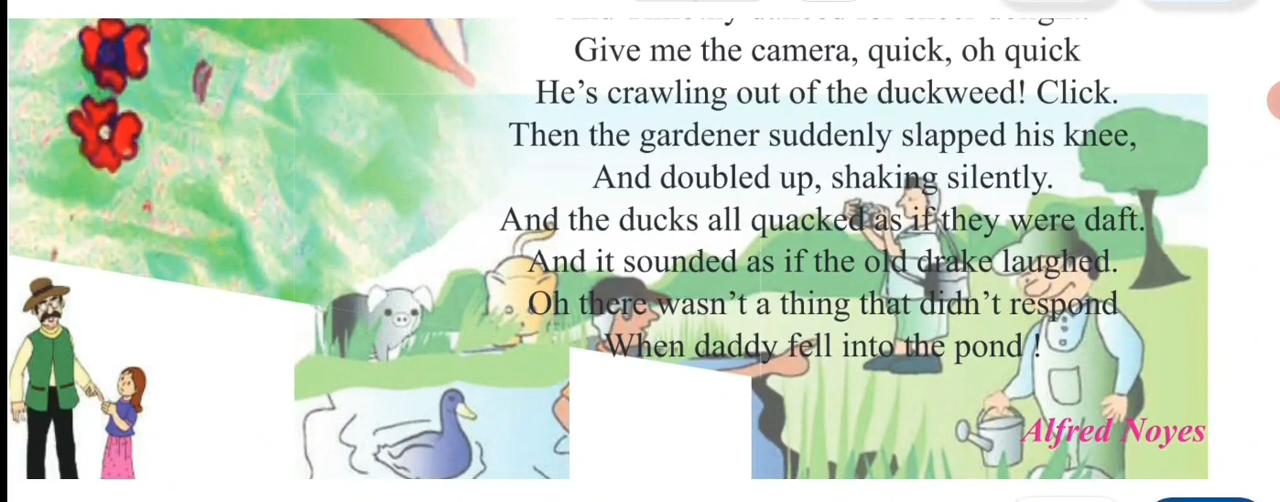 Give me the camera, quick, oh quick
He's crawling out of the duckweed! Click.
Then the gardener suddenly slapped his knee,
And doubled up, shaking silently.
And the ducks all quacked as if they were daft.
And it sounded as if the old drake laughed.
Oh there wasn't a thing that didn't respond
When daddy fell into the pond !
Alfred Noyes